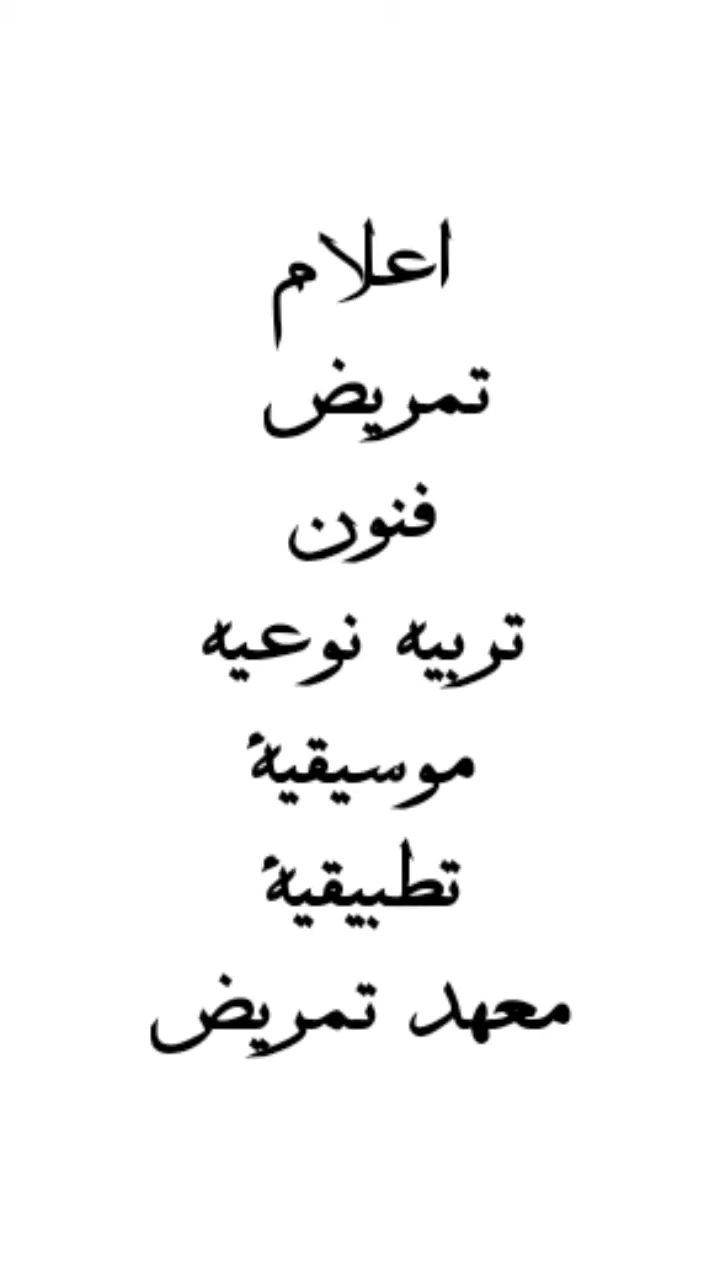 اعلام
تمريض
فنون
تربيه نوعيه
موسيقيهٔ
تطبيقيهٔ
معهد تمريض